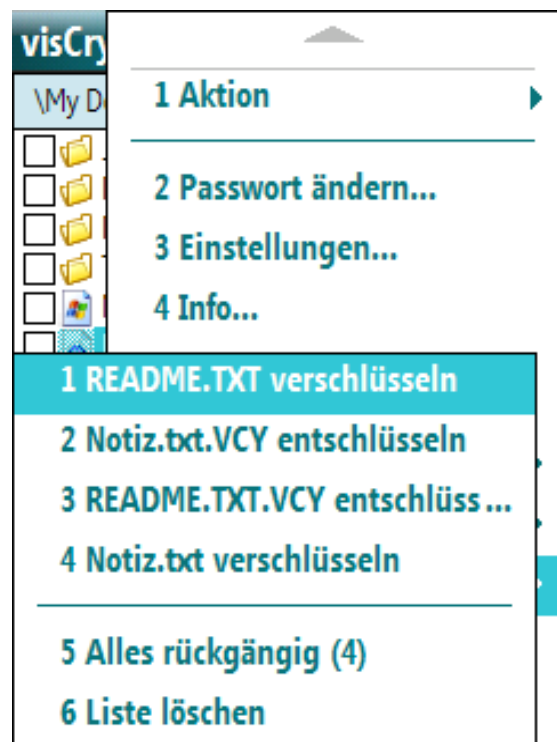 visCry
\My D
1 Aktion
2 Passwort ändern...
3 Einstellungen...
4 Info...
1 README.TXT verschlüsseln
2 Notiz.txt.VCY entschlüsseln
3 README.TXT.VCY entschlüss...
4 Notiz.txt verschlüsseln
5 Alles rückgängig (4)
6 Liste löschen